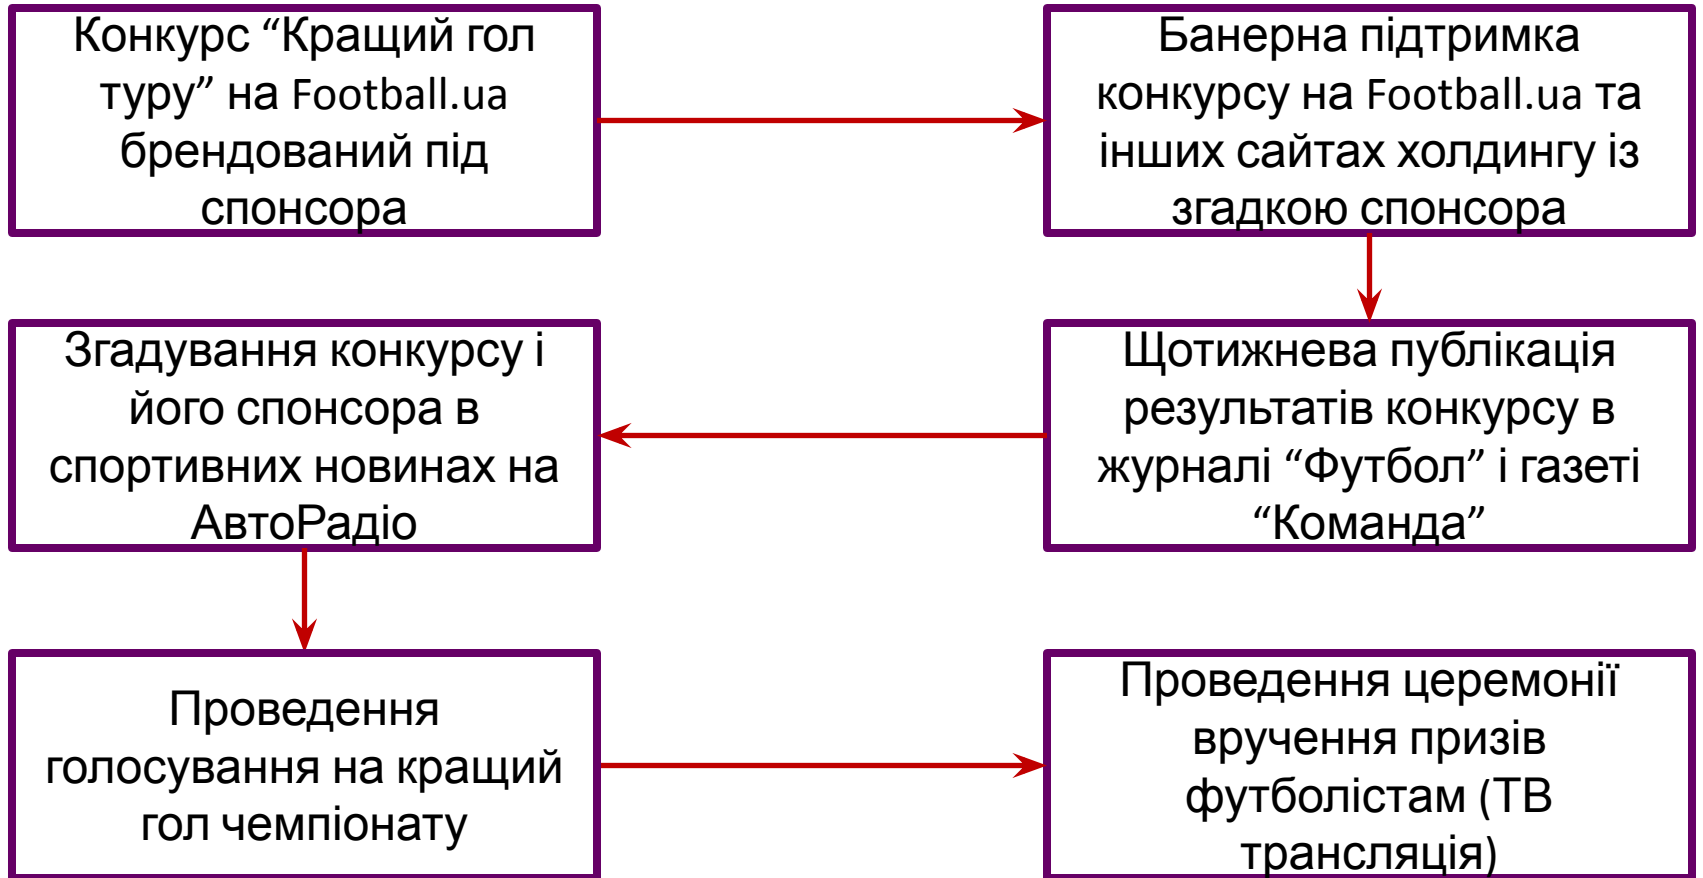 Конкурс “Кращий гол
туру” на Football.ua
брендований під
спонсора
Банерна підтримка
конкурсу на Football.ua та
інших сайтах холдингу із
згадкою спонсора
Щотижнева публікація
результатів конкурсу в
журналі “Футбол” і газеті
“Команда”
Згадування конкурсу і
його спонсора в
спортивних новинах на
АвтоРадіо
Проведення
голосування на кращий
гол чемпіонату
Проведення церемонії
вручення призів
футболістам (ТВ
трансляція)